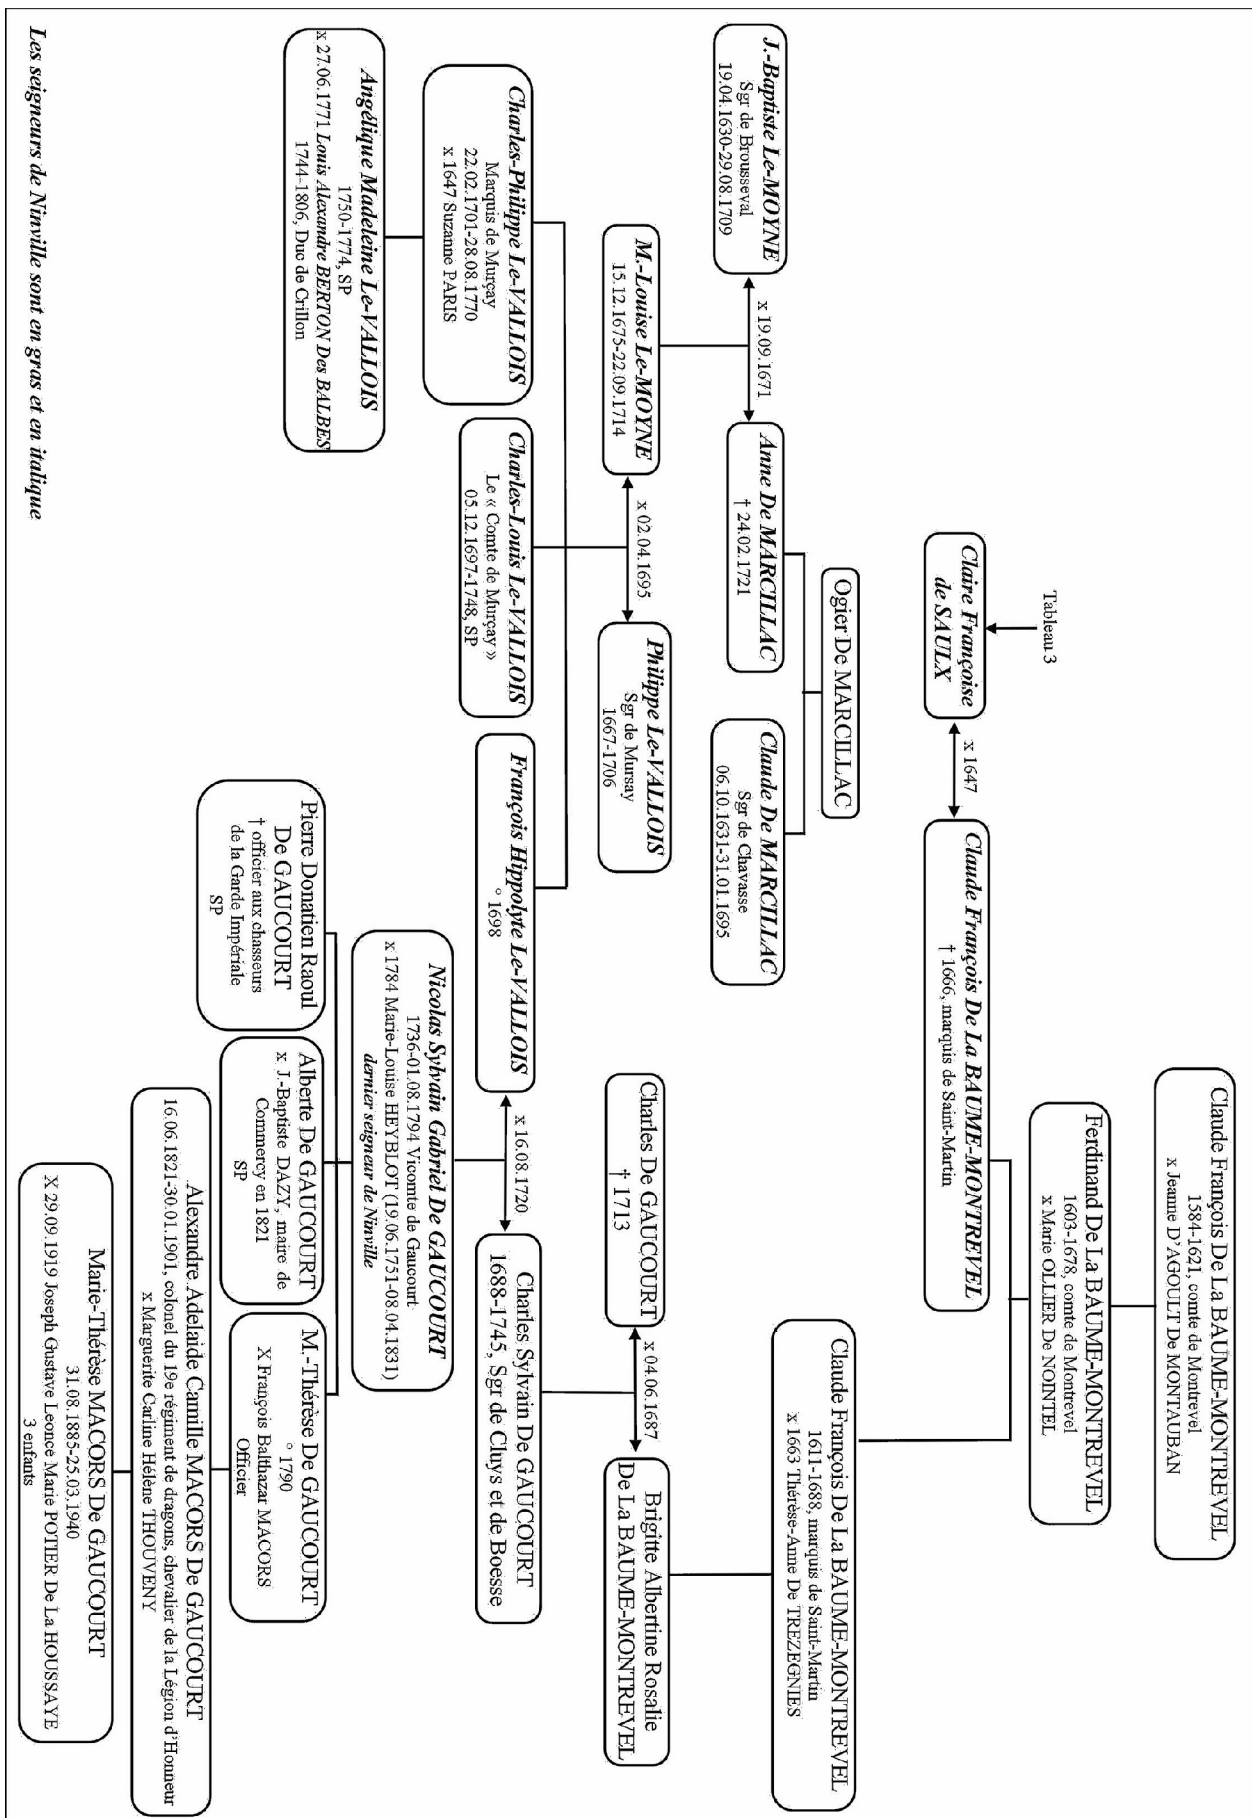 Claude François De La BAUME-MONTREVEL
1584-1621, comte de Montrevel
x Jeanne D'AGOULT De MONTAUBAN
Ferdinand De La BAUME-MONTREVEL
1603-1678, comte de Montrevel
x Marie OLLIER De NOINTEL
Tableau 3
Claire Françoise
de SAULX
x 1647
Claude François De La BAUME-MONTREVEL
† 1666, marquis de Saint-Martin
Claude François De La BAUME-MONTREVEL
1611-1688, marquis de Saint-Martin
x 1663 Thérèse-Anne De TREZEGNIES
Ogier De MARCILLAC
J.-Baptiste Le-MOYNE
Sgr de Brousseval
19.04.1630-29.08.1709
x 19.09.1671
Anne De MARCILLAC
† 24.02.1721
Claude De MARCILLAC
Sgr de Chavasse
06.10.1631-31.01.1695
M.-Louise Le-MOYNE
15.12.1675-22.09.1714
x 02.04.1695
Philippe Le-VALLOIS
Sgr de Mursay
1667-1706
Charles De GAUCOURT
† 1713
x 04.06.1687
Brigitte Albertine Rosalie
De La BAUME-MONTREVEL
Charles-Philippe Le-VALLOIS
Marquis de Murçay
22.02.1701-28.08.1770
x 1647 Suzanne PARIS
Charles-Louis Le-VALLOIS
Le « Comte de Murçay »
05.12.1697-1748, SP
François Hippolyte Le-VALLOIS
° 1698
x 16.08.1720
Charles Sylvain De GAUCOURT
1688-1745, Sgr de Cluys et de Boesse
Angélique Madeleine Le-VALLOIS
1750-1774, SP
x 27.06.1771 Louis Alexandre BERTON Des BALBES
1744-1806, Duc de Crillon
Nicolas Sylvain Gabriel De GAUCOURT
1736-01.08.1794 Vicomte de Gaucourt
x 1784 Marie-Louise HEYBLOT (19.06.1751-08.04.1831)
dernier seigneur de Ninville
Pierre Donatien Raoul
De GAUCOURT
† officier aux chasseurs
de la Garde Impériale
SP
Alberte De GAUCOURT
x J.-Baptiste DAZY, maire de
Commercy en 1821
SP
M.-Thérèse De GAUCOURT
° 1790
X François Balthazar MACORS
Officier
Alexandre Adelaide Camille MACORS De GAUCOURT
16.06.1821-30.01.1901, colonel du 19e régiment de dragons, chevalier de la Légion d'Honneur
x Marguerite Carline Hélène THOUVENY
Marie-Thérèse MACORS De GAUCOURT
31.08.1885-25.03.1940
X 29.09.1919 Joseph Gustave Leonce Marie POTIER De La HOUSSAYE
3 enfants
Les seigneurs de Ninville sont en gras et en italique